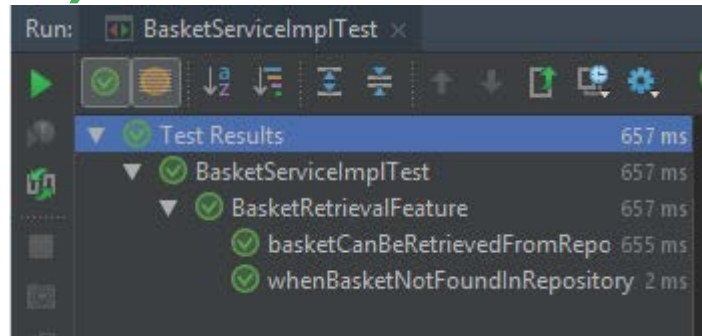 Run: BasketServiceImplTest
Test Results 657 ms
BasketServiceImplTest 657 ms
BasketRetrievalFeature 657 ms
basketCanBeRetrievedFromRepo 655 ms
whenBasketNotFoundInRepository 2 ms